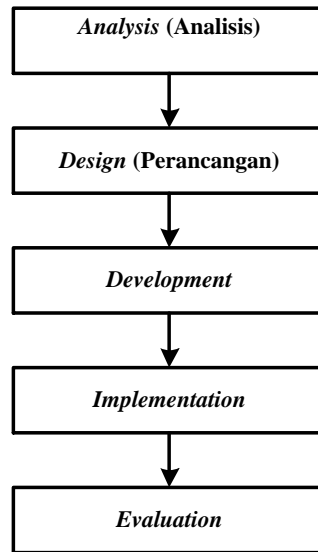 Analysis (Analisis)
Design (Perancangan)
Development
Implementation
Evaluation